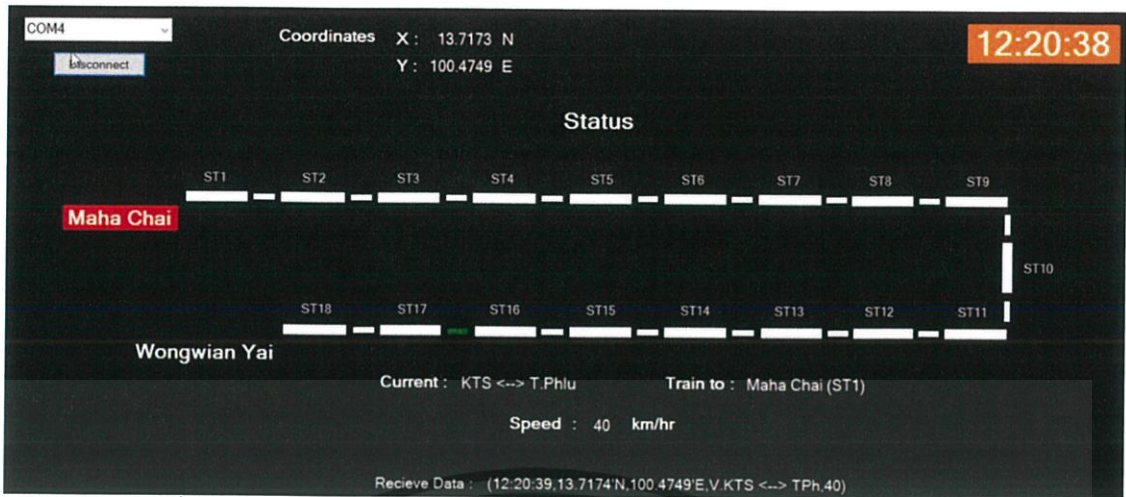 COM4
Coordinates X : 13.7173 N
12:20:38
Disconnect
Y : 100.4749 E
Status
ST1 ST2 ST3 ST4 ST5 ST6 ST7 ST8 ST9
Maha Chai
ST10
ST18 ST17 ST16 ST15 ST14 ST13 ST12 ST11
Wongwian Yai
Current : KTS <--> T.Phlu Train to : Maha Chai (ST1)
Speed : 40 km/hr
Recieve Data : (12:20:39,13.7174'N,100.4749'E,V.KTS <--> TPh,40)